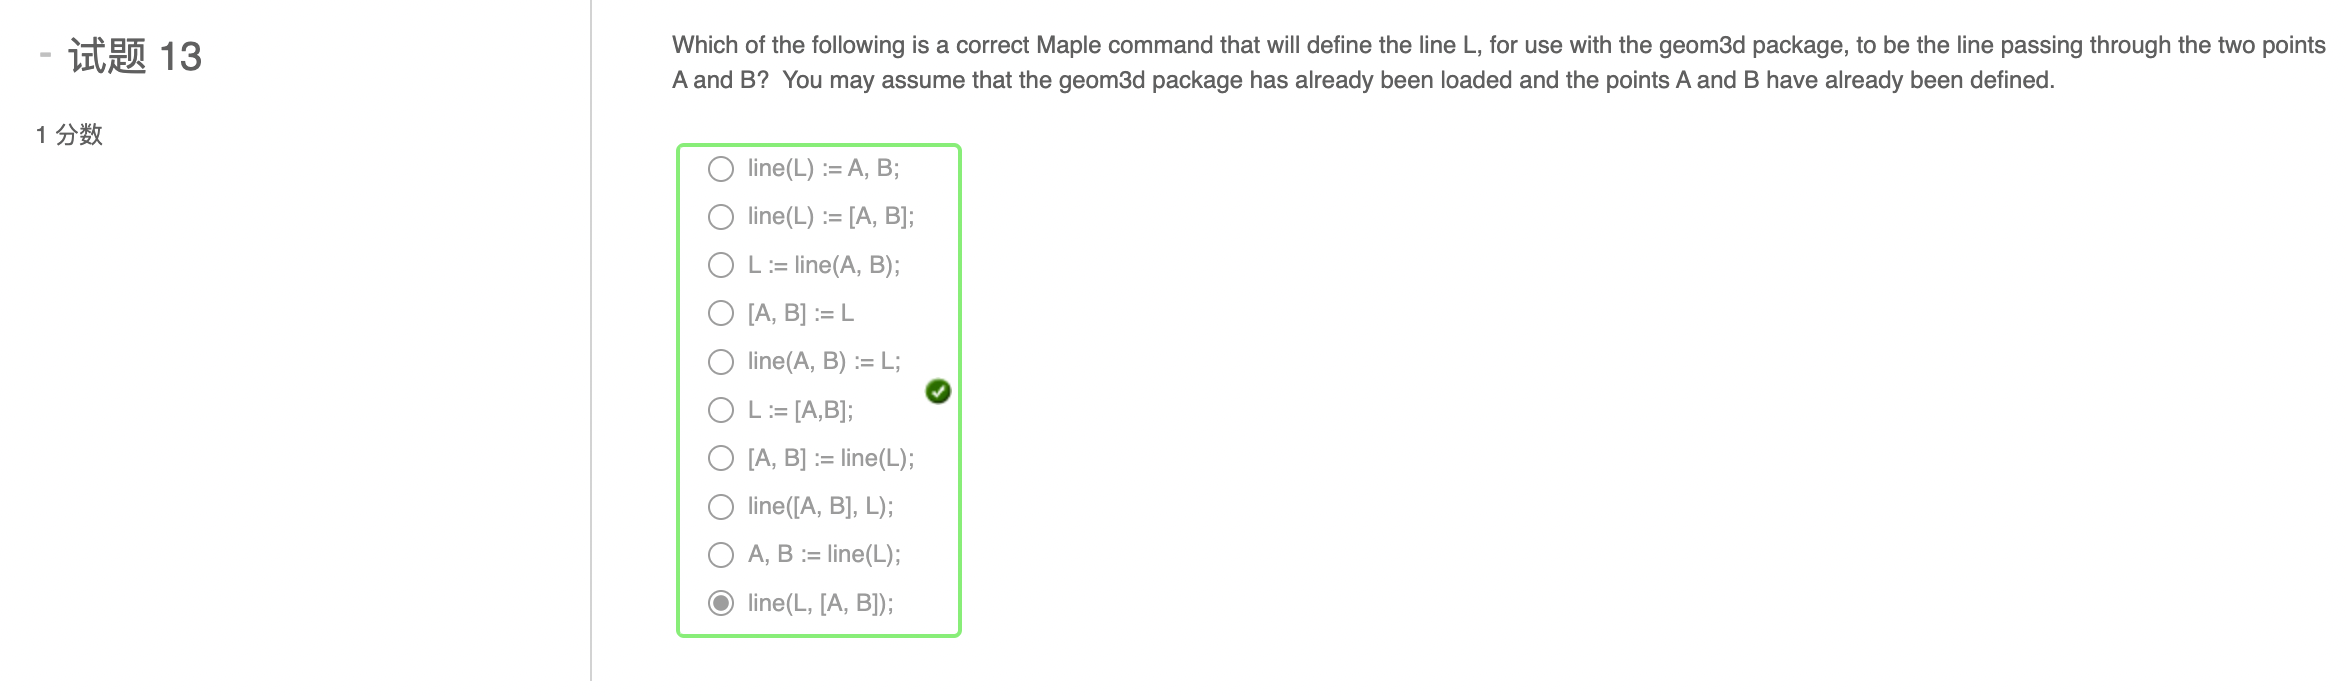 - 试题 13
1 分数
Which of the following is a correct Maple command that will define the line L, for use with the geom3d package, to be the line passing through the two points
A and B?  You may assume that the geom3d package has already been loaded and the points A and B have already been defined.
line(L) := A, B;
line(L) := [A, B];
L := line(A, B);
[A, B] := L
line(A, B) := L;
L := [A,B];
[A, B] := line(L);
line([A, B], L);
A, B := line(L);
line(L, [A, B]);